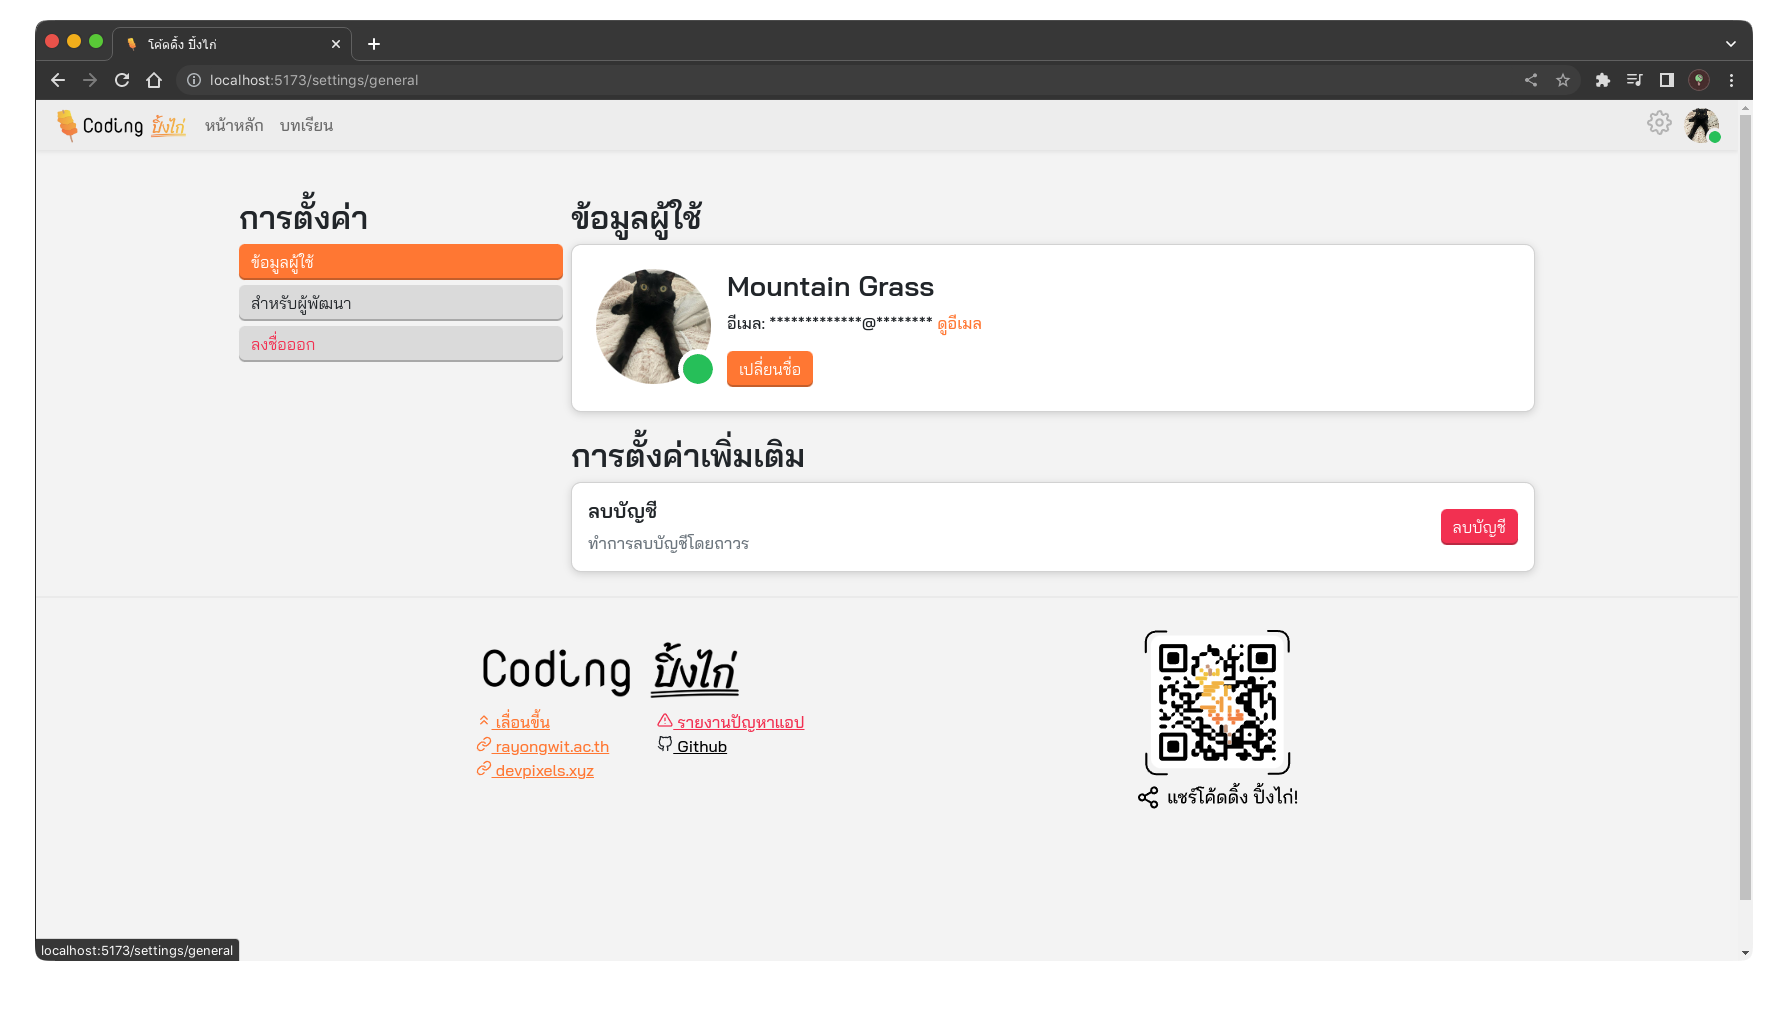 โค้ดดิ้ง ปิ้งไก่
localhost:5173/settings/general
Coding ปิ้งไก่ หน้าหลัก บทเรียน
การตั้งค่า
ข้อมูลผู้ใช้
สำหรับผู้พัฒนา
ลงชื่อออก
ข้อมูลผู้ใช้
Mountain Grass
อีเมล: *************@******** ดูอีเมล
เปลี่ยนชื่อ
การตั้งค่าเพิ่มเติม
ลบบัญชี
ทำการลบบัญชีโดยถาวร
ลบบัญชี
Coding ปิ้งไก่
เลื่อนขึ้น
rayongwit.ac.th
devpixels.xyz
รายงานปัญหาแอป
Github
แชร์โค้ดดิ้ง ปิ้งไก่!
localhost:5173/settings/general